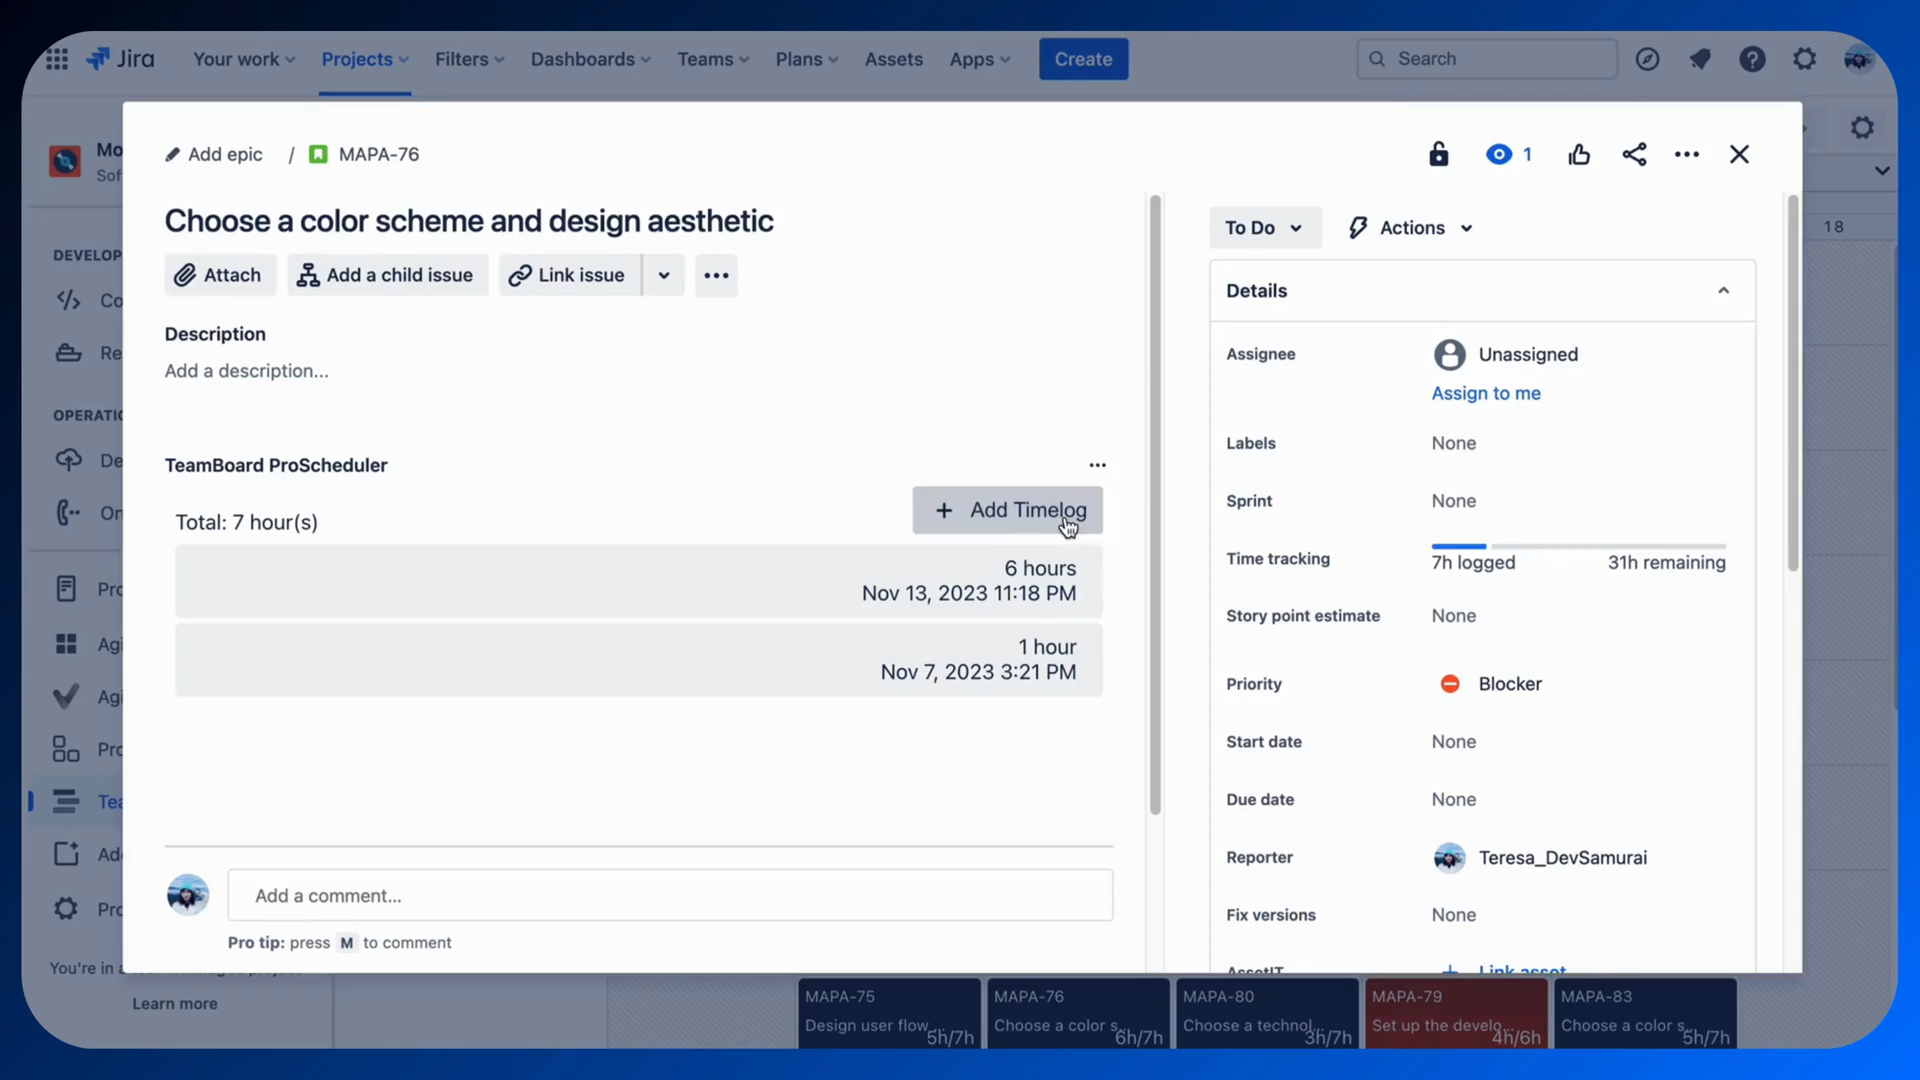 Jira
Your work
Projects
Filters
Dashboards
Teams
Plans
Assets
Apps
Create
Search
Mo
Sof
18
DEVELOP
Co
Re
OPERATIO
De
On
Pro
Agi
Agi
Pro
Tea
Ad
Pro
You're in a
Learn more
Add epic / MAPA-76
1
Choose a color scheme and design aesthetic
Attach
Add a child issue
Link issue
Description
Add a description...
TeamBoard ProScheduler
Total: 7 hour(s)
+ Add Timelog
6 hours
Nov 13, 2023 11:18 PM
1 hour
Nov 7, 2023 3:21 PM
Add a comment...
Pro tip: press M to comment
To Do
Actions
Details
Assignee
Unassigned
Assign to me
Labels
None
Sprint
None
Time tracking
7h logged
31h remaining
Story point estimate
None
Priority
Blocker
Start date
None
Due date
None
Reporter
Teresa_DevSamurai
Fix versions
None
AssetIT
+ Link asset
MAPA-75
Design user flow...
5h/7h
MAPA-76
Choose a color s...
6h/7h
MAPA-80
Choose a technol...
3h/7h
MAPA-79
Set up the develo...
4h/6h
MAPA-83
Choose a color s...
5h/7h